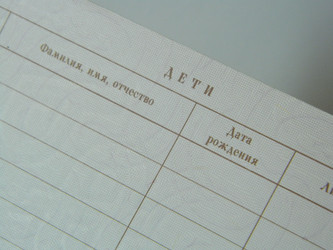 ДЕТИ
Фамилия, имя, отчество
Дата
рождения